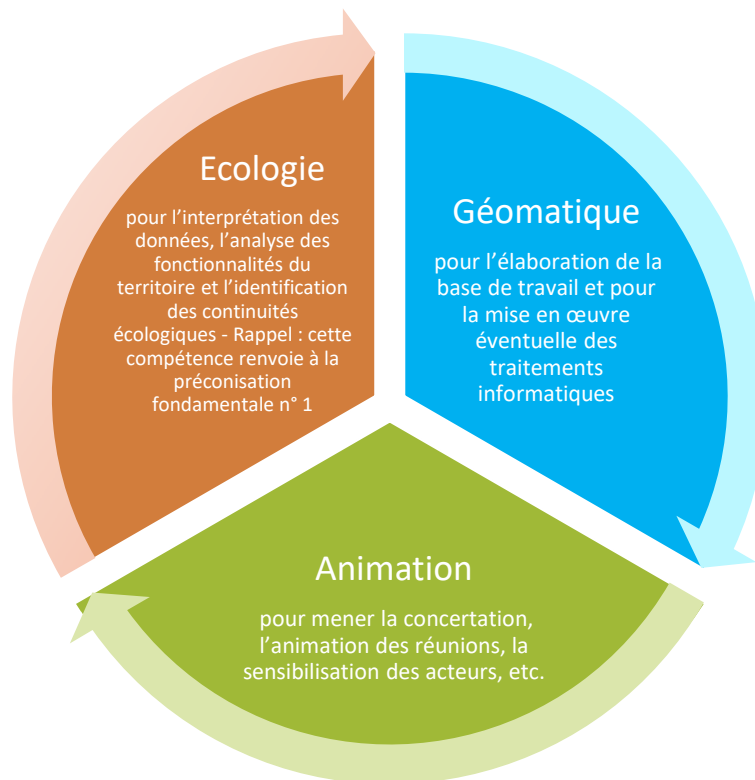 Ecologie
pour l’interprétation des
données, l’analyse des
fonctionnalités du
territoire et l’identification
des continuités
écologiques - Rappel : cette
compétence renvoie à la
préconisation
fondamentale n° 1
Géomatique
pour l’élaboration de la
base de travail et pour
la mise en œuvre
éventuelle des
traitements
informatiques
Animation
pour mener la concertation,
l’animation des réunions, la
sensibilisation des acteurs, etc.